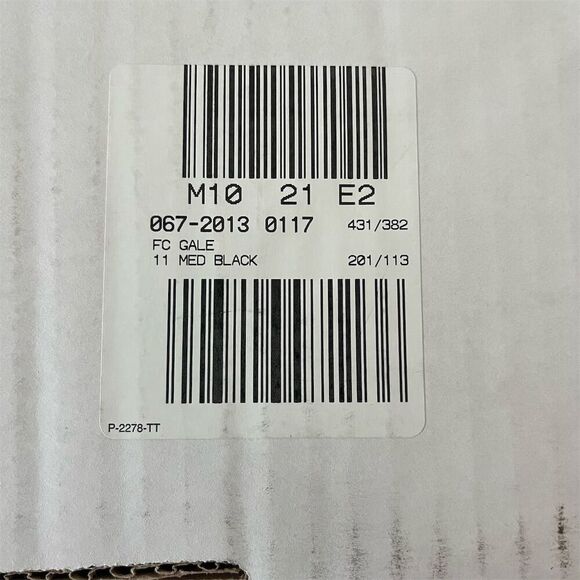 M10 21 E2
067-2013 0117 431/382
FC GALE
11 MED BLACK 201/113
P-2278-TT